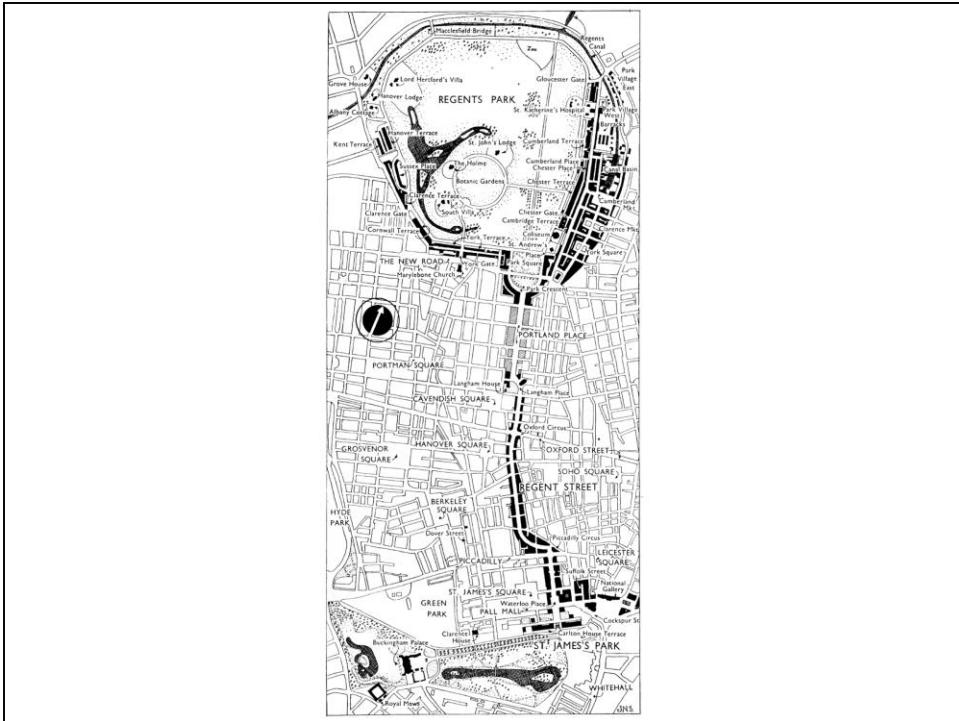 Macclesfield Bridge
Regents
Canal
Zoo
Grove House
Lord Hertford's Villa
Gloucester Gate
Park
Village
East
Hanover Lodge
REGENTS PARK
Albany Cottage
St. Katherine's Hospital
Park Village
West
Barracks
Hanover Terrace
Kent Terrace
St. John's Lodge
Cumberland Terrace
Sussex Place
The Holme
Cumberland Place
Chester Place
Canal Basin
Botanic Gardens
Chester Terrace
Clarence Terrace
Cumberland
Mkt.
Clarence Gate
South Villa
Chester Gate
Cambridge Terrace
Clarence Mkt.
Cornwall Terrace
Coliseum
York Terrace
St. Andrew's
Place
York Square
THE NEW ROAD
York Gate
Park Square
Marylebone Church
Park Crescent
PORTLAND PLACE
PORTMAN SQUARE
Langham House
Langham Place
CAVENDISH SQUARE
Oxford Circus
HANOVER SQUARE
OXFORD STREET
GROSVENOR
SQUARE
SOHO SQUARE
REGENT STREET
BERKELEY
SQUARE
HYDE
PARK
Dover Street
Piccadilly Circus
LEICESTER
SQUARE
PICCADILLY
Suffolk Street
National
Gallery
ST. JAMES'S SQUARE
GREEN
PARK
Waterloo Place
PALL MALL
Cockspur St.
Clarence
House
Carlton House Terrace
Buckingham Palace
ST. JAMES'S PARK
WHITEHALL
Royal Mews
JNS